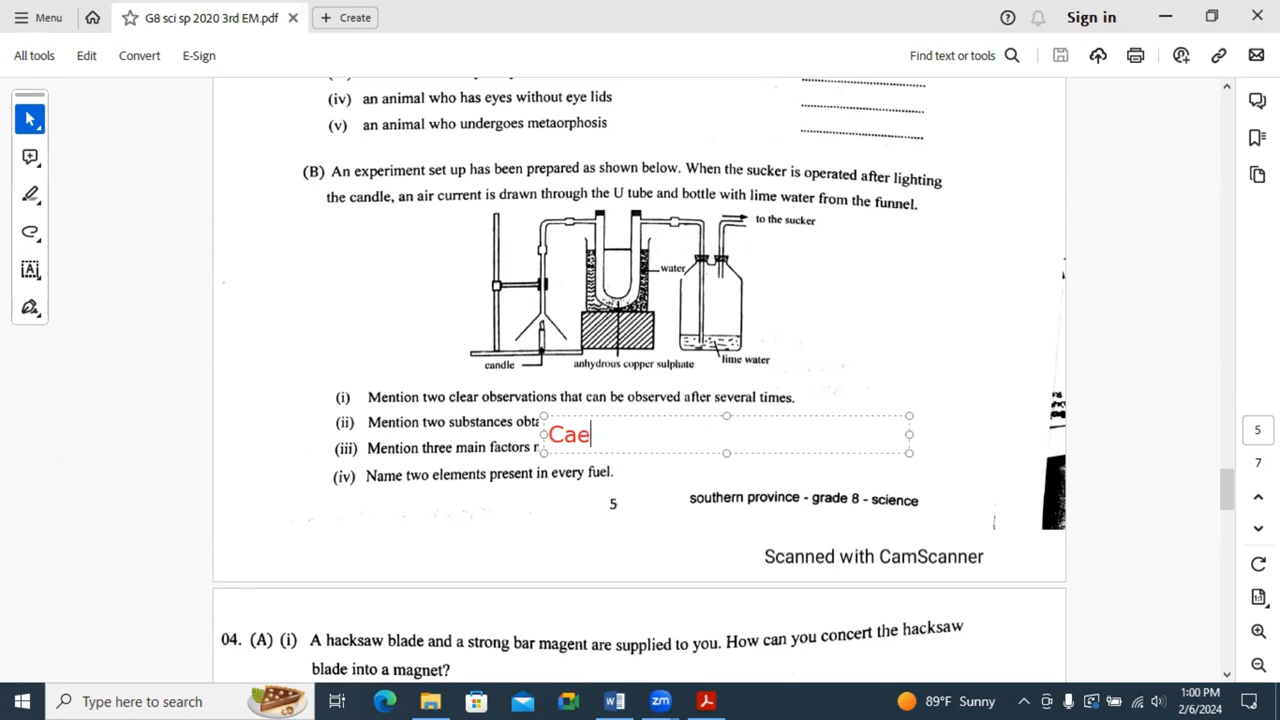 Menu
G8 sci sp 2020 3rd EM.pdf
Create
Sign in
All tools
Edit
Convert
E-Sign
Find text or tools
(iv) an animal who has eyes without eye lids
(v) an animal who undergoes metaorphosis
(B) An experiment set up has been prepared as shown below. When the sucker is operated after lighting
the candle, an air current is drawn through the U tube and bottle with lime water from the funnel.
to the sucker
water
candle
anhydrous copper sulphate
lime water
(i) Mention two clear observations that can be observed after several times.
(ii) Mention two substances
Cae
(iii) Mention three main factors
(iv) Name two elements present in every fuel.
5
southern province - grade 8 - science
Scanned with CamScanner
5
7
04. (A) (i) A hacksaw blade and a strong bar magent are supplied to you. How can you concert the hacksaw
blade into a magnet?
Type here to search
89°F Sunny
1:00 PM
2/6/2024